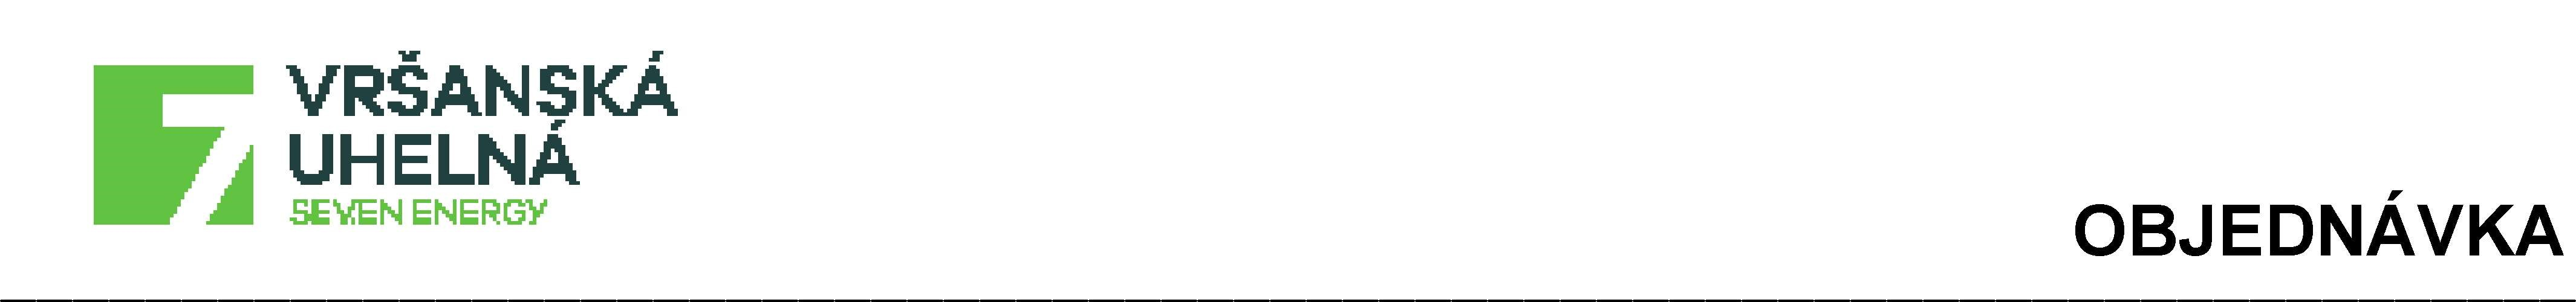 VRŠANSKÁ
UHELNÁ
SEVEN ENERGY
OBJEDNÁVKA